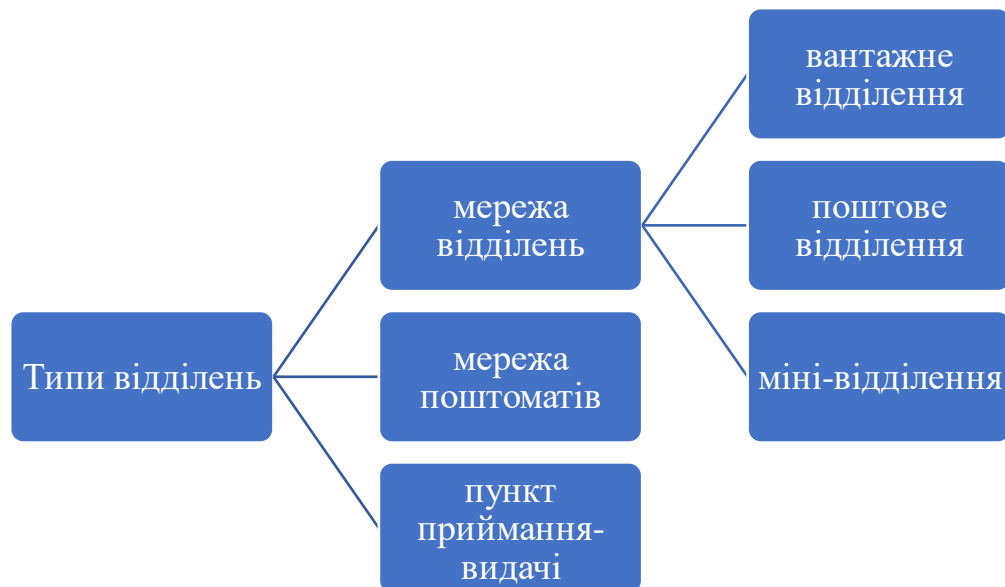 Типи відділень
мережа
відділень
мережа
поштоматів
пункт
приймання-
видачі
вантажне
відділення
поштове
відділення
міні-відділення